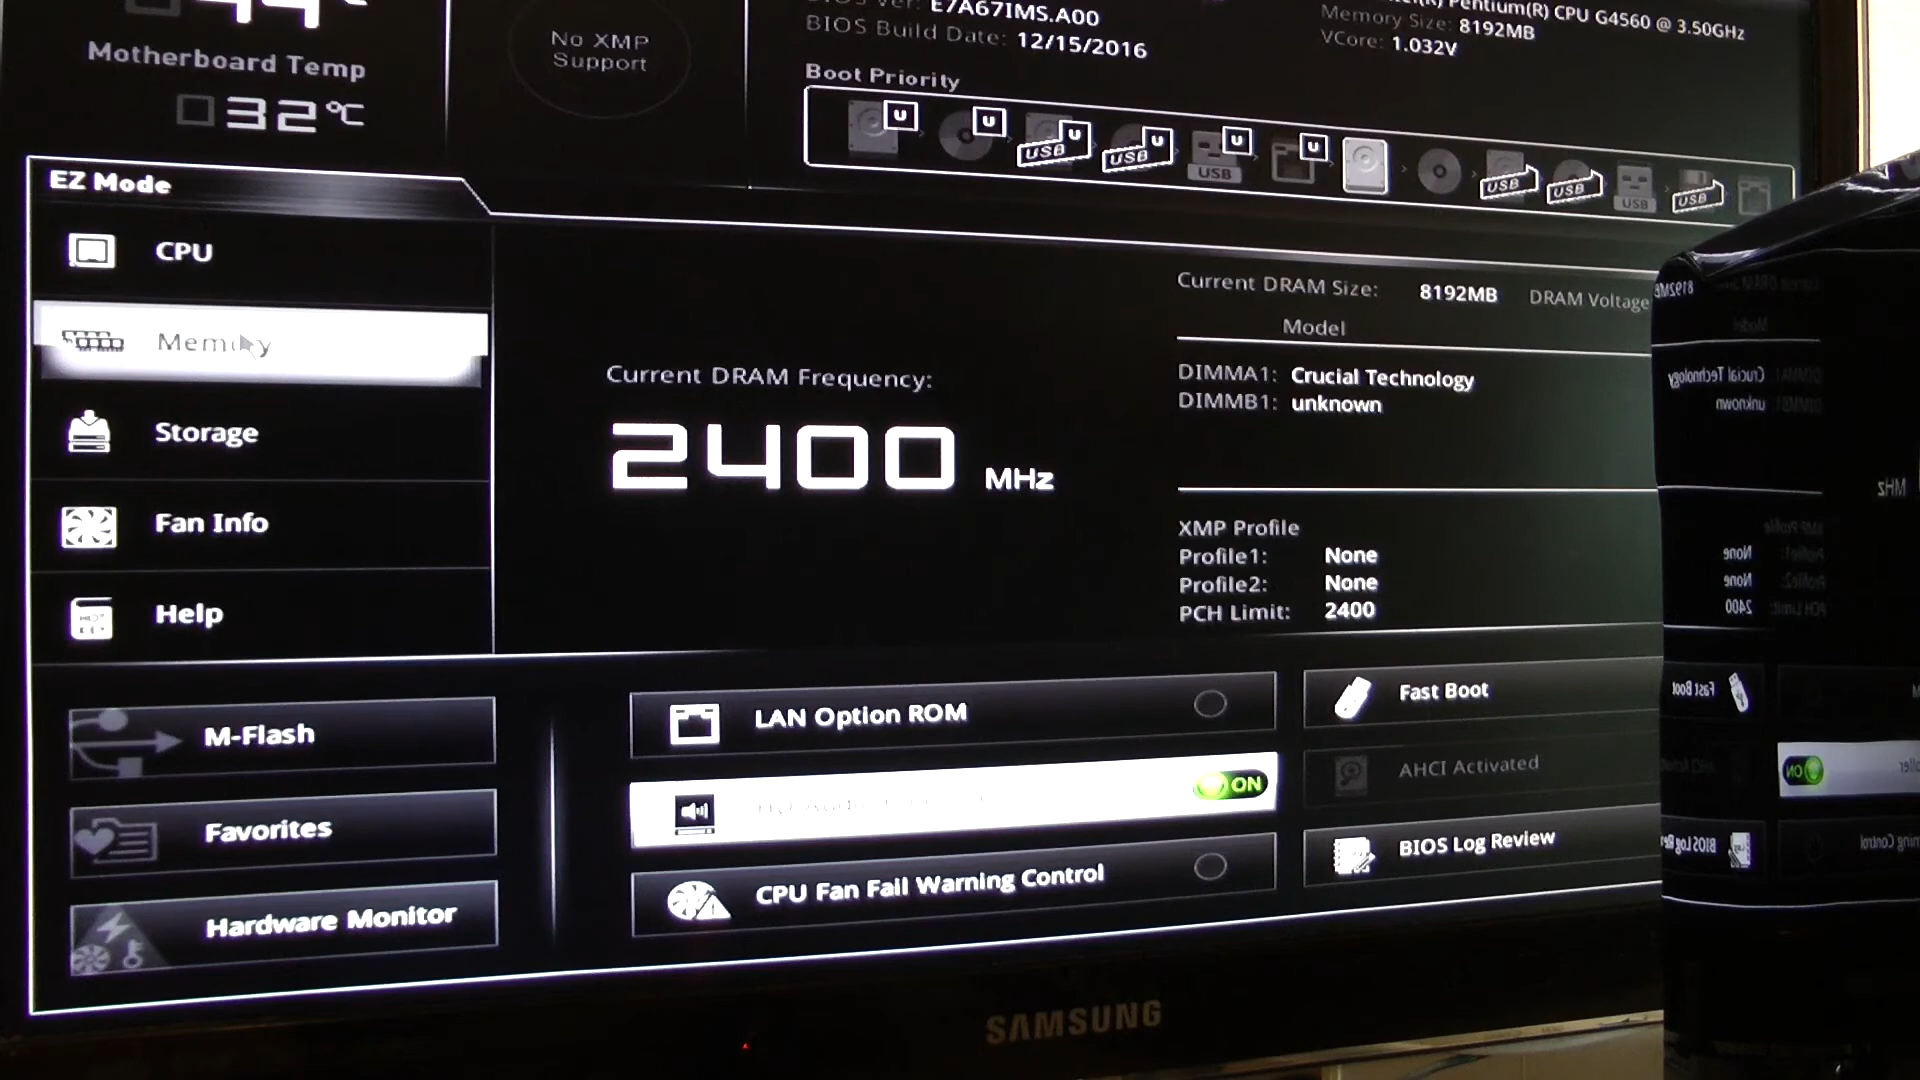 44
Motherboard Temp
32°C
No XMP
Support
BIOS Ver: E7A67IMS.A00
BIOS Build Date: 12/15/2016
Pentium(R) CPU G4560 @ 3.50GHz
Memory Size: 8192MB
VCore: 1.032V
Boot Priority
U U U USB U USB U USB U USB USB USB USB
EZ Mode
CPU
Memory
Storage
Fan Info
Help
Current DRAM Frequency:
2400 MHz
Current DRAM Size: 8192MB DRAM Voltage
Model
DIMMA1: Crucial Technology
DIMMB1: unknown
XMP Profile
Profile1: None
Profile2: None
PCH Limit: 2400
M-Flash
Favorites
Hardware Monitor
LAN Option ROM
ON
CPU Fan Fail Warning Control
Fast Boot
AHCI Activated
BIOS Log Review
SAMSUNG